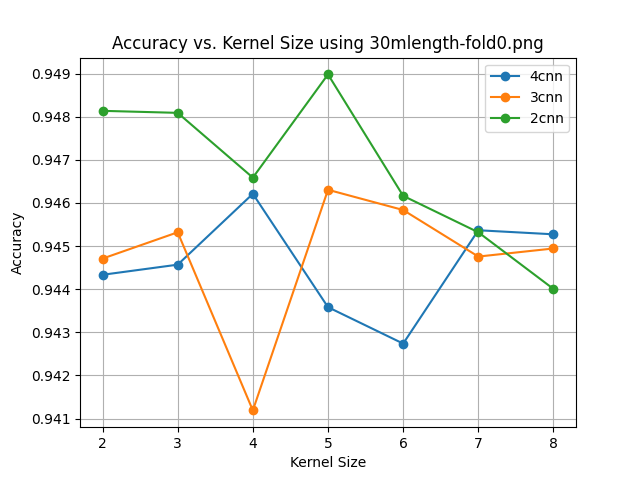 Accuracy vs. Kernel Size using 30mlength-fold0.png
0.949
0.948
0.947
0.946
0.945
0.944
0.943
0.942
0.941
Accuracy
4cnn
3cnn
2cnn
2 3 4 5 6 7 8
Kernel Size